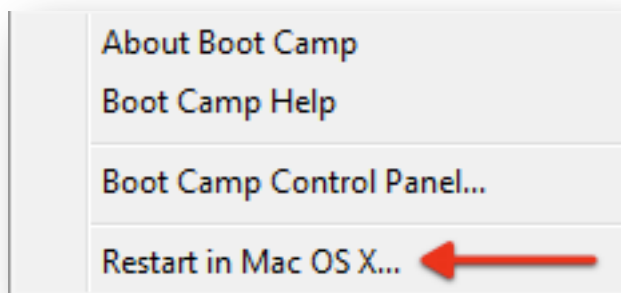 About Boot Camp
Boot Camp Help
Boot Camp Control Panel...
Restart in Mac OS X...